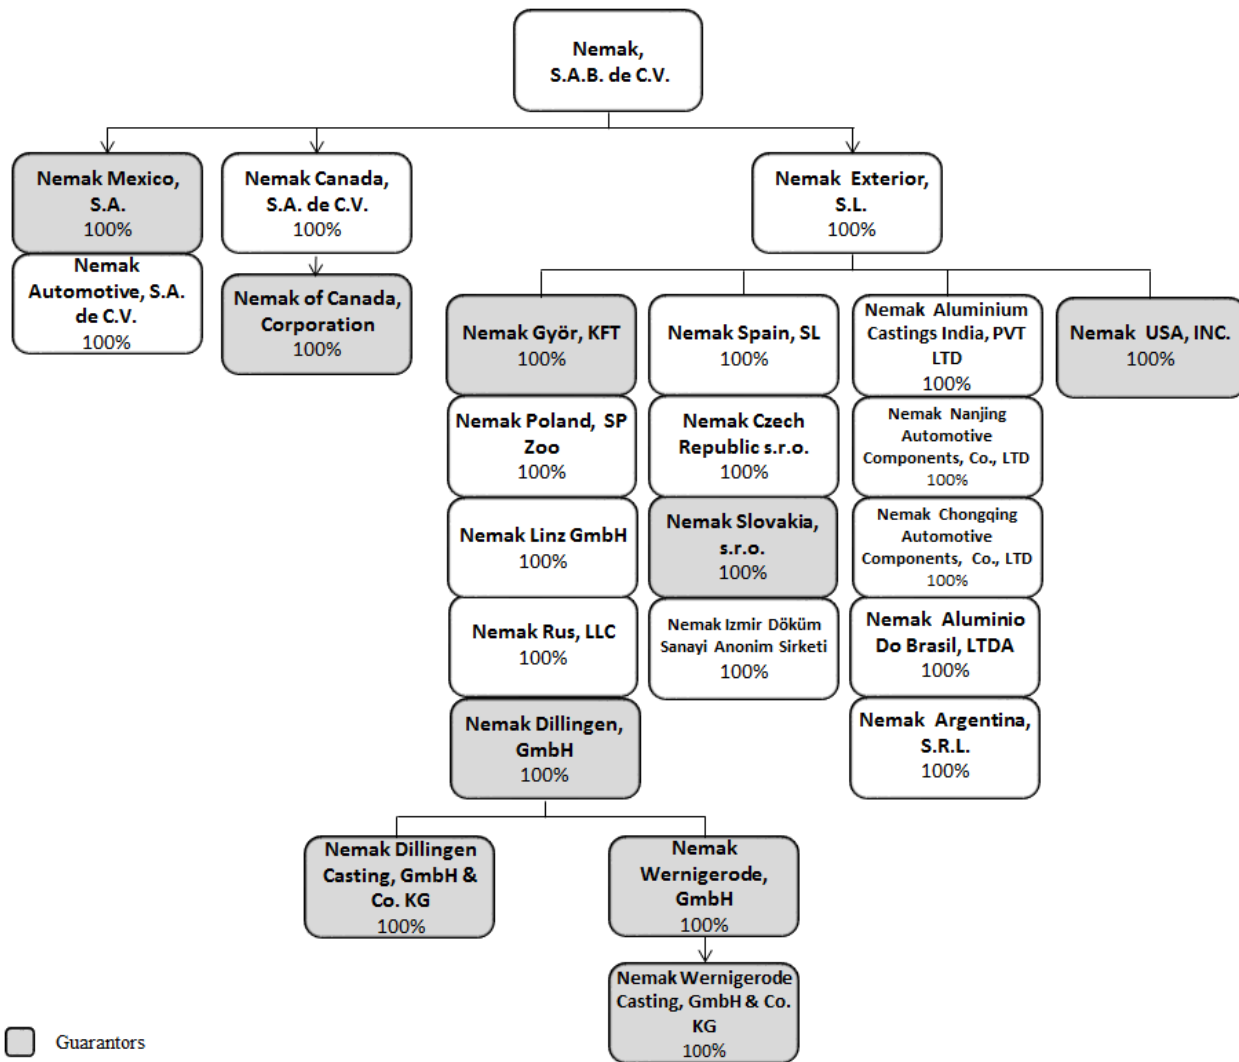 Nemak,
S.A.B. de C.V.
Nemak Mexico,
S.A.
100%
Nemak
Automotive, S.A.
de C.V.
100%
Nemak Canada,
S.A. de C.V.
100%
Nemak of Canada,
Corporation
100%
Nemak Exterior,
S.L.
100%
Nemak Györ, KFT
100%
Nemak Poland, SP
Zoo
100%
Nemak Linz GmbH
100%
Nemak Rus, LLC
100%
Nemak Dillingen,
GmbH
100%
Nemak Spain, SL
100%
Nemak Czech
Republic s.r.o.
100%
Nemak Slovakia,
s.r.o.
100%
Nemak Izmir Döküm
Sanayi Anonim Sirketi
100%
Nemak Aluminium
Castings India, PVT
LTD
100%
Nemak Nanjing
Automotive
Components, Co., LTD
100%
Nemak Chongqing
Automotive
Components, Co., LTD
100%
Nemak Aluminio
Do Brasil, LTDA
100%
Nemak Argentina,
S.R.L.
100%
Nemak USA, INC.
100%
Nemak Dillingen
Casting, GmbH &
Co. KG
100%
Nemak
Wernigerode,
GmbH
100%
Nemak Wernigerode
Casting, GmbH & Co.
KG
100%
Guarantors